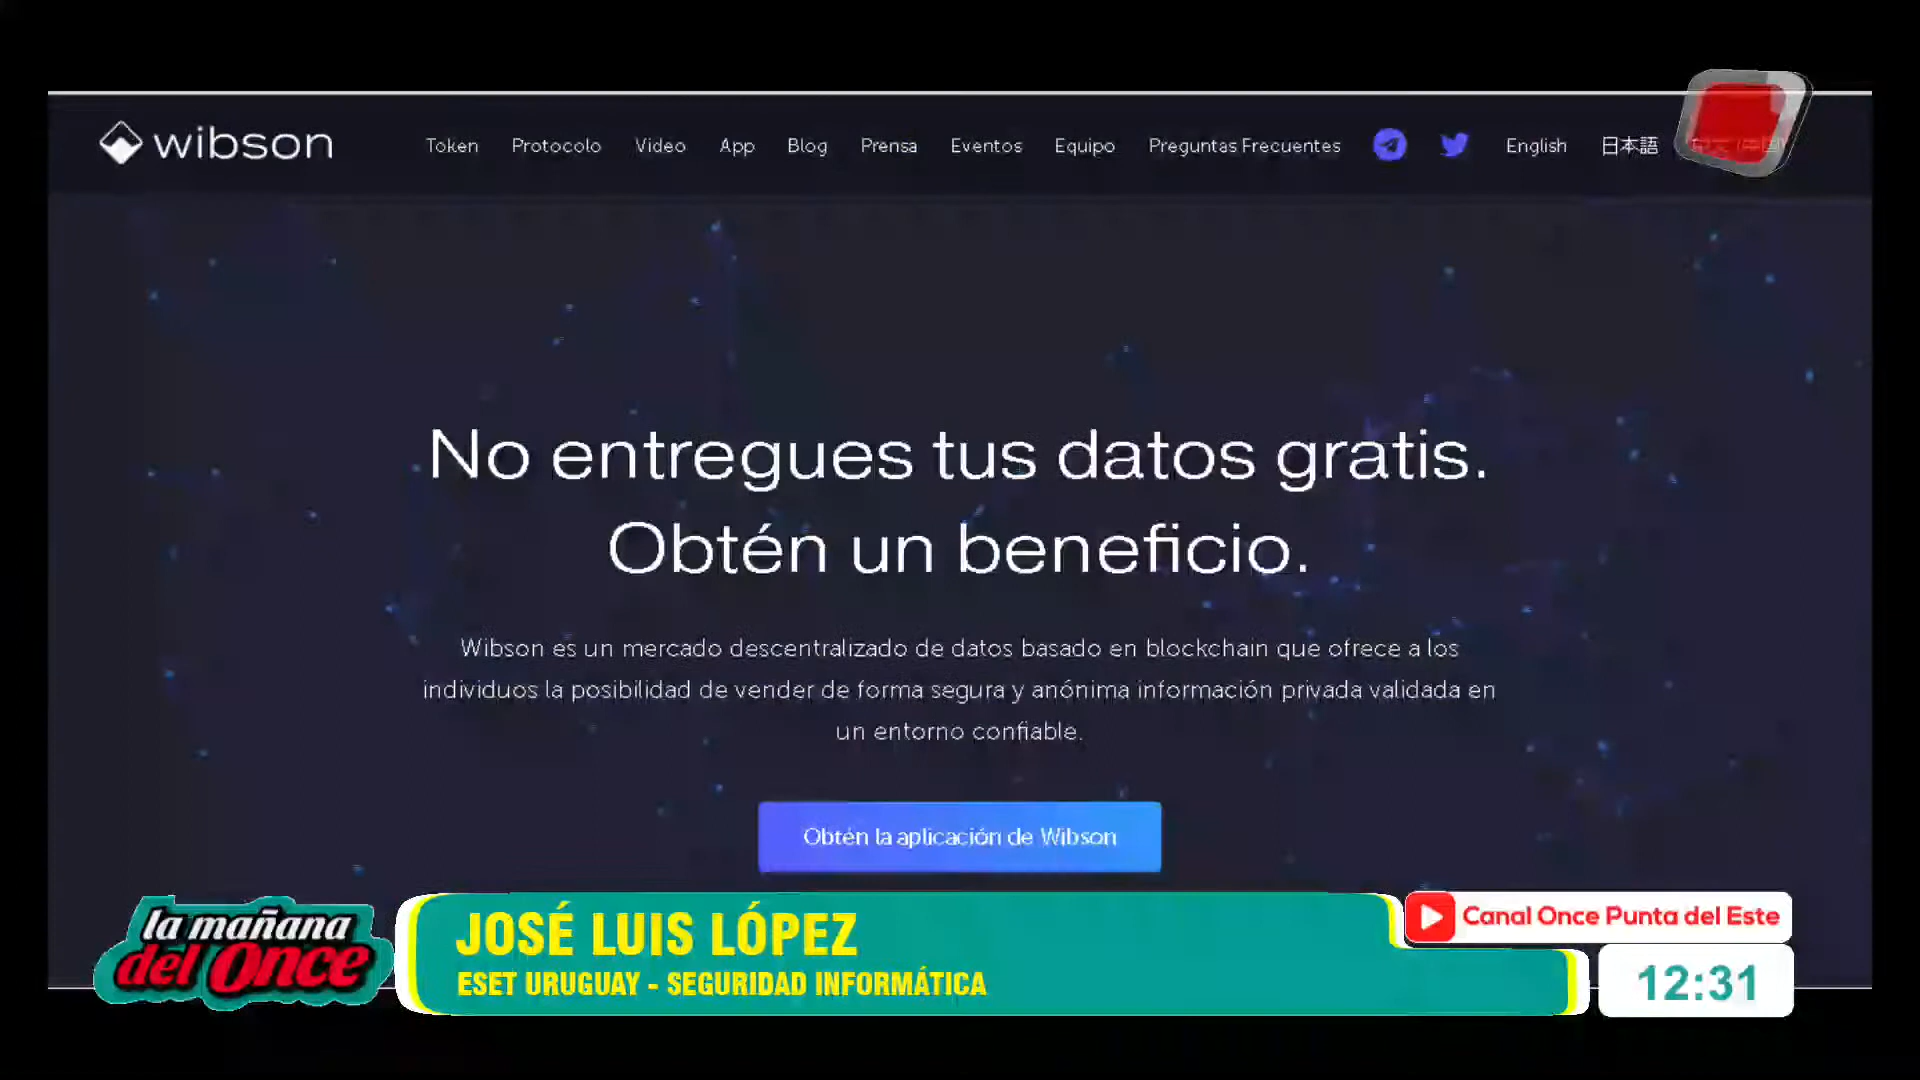 wibson
Token Protocolo Video App Blog Prensa Eventos Equipo Preguntas Frecuentes English 日本語
No entregues tus datos gratis.
Obtén un beneficio.
Wibson es un mercado descentralizado de datos basado en blockchain que ofrece a los
individuos la posibilidad de vender de forma segura y anónima información privada validada en
un entorno confiable.
Obtén la aplicación de Wibson
la mañana
del Once
JOSÉ LUIS LÓPEZ
ESET URUGUAY - SEGURIDAD INFORMÁTICA
Canal Once Punta del Este
12:31